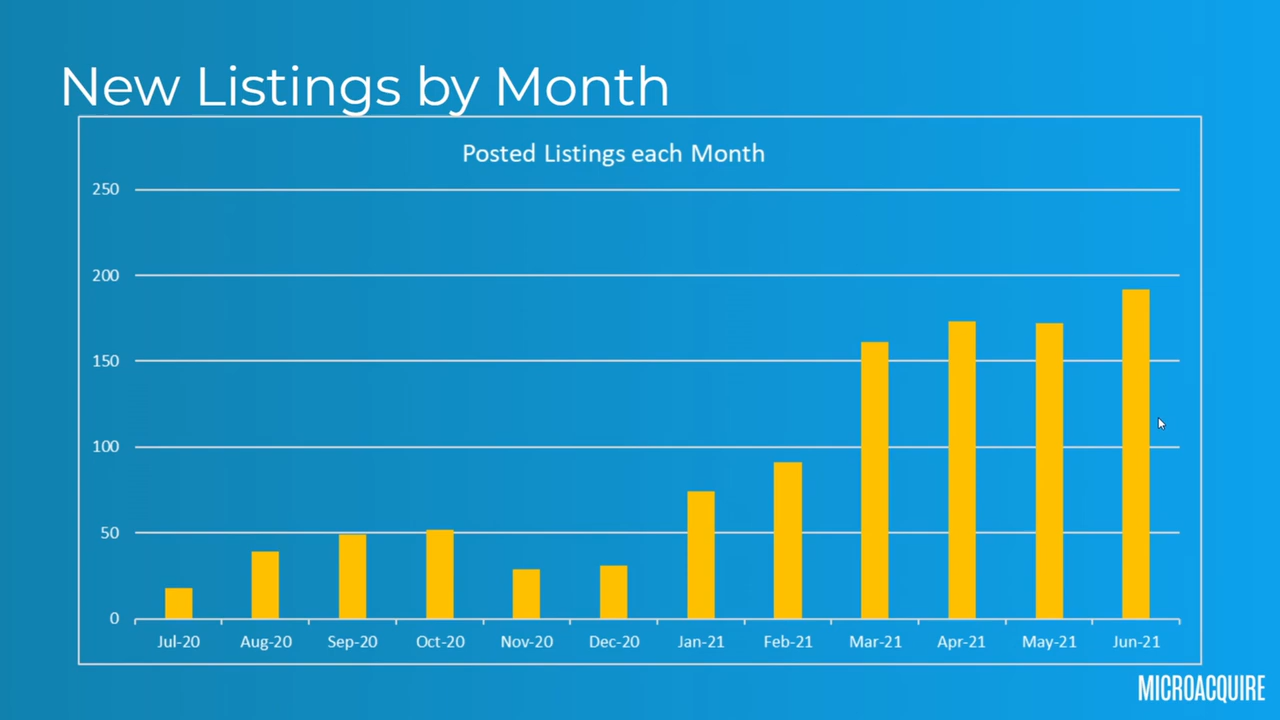 New Listings by Month
Posted Listings each Month
250
200
150
100
50
0
Jul-20 Aug-20 Sep-20 Oct-20 Nov-20 Dec-20 Jan-21 Feb-21 Mar-21 Apr-21 May-21 Jun-21
MICROACQUIRE